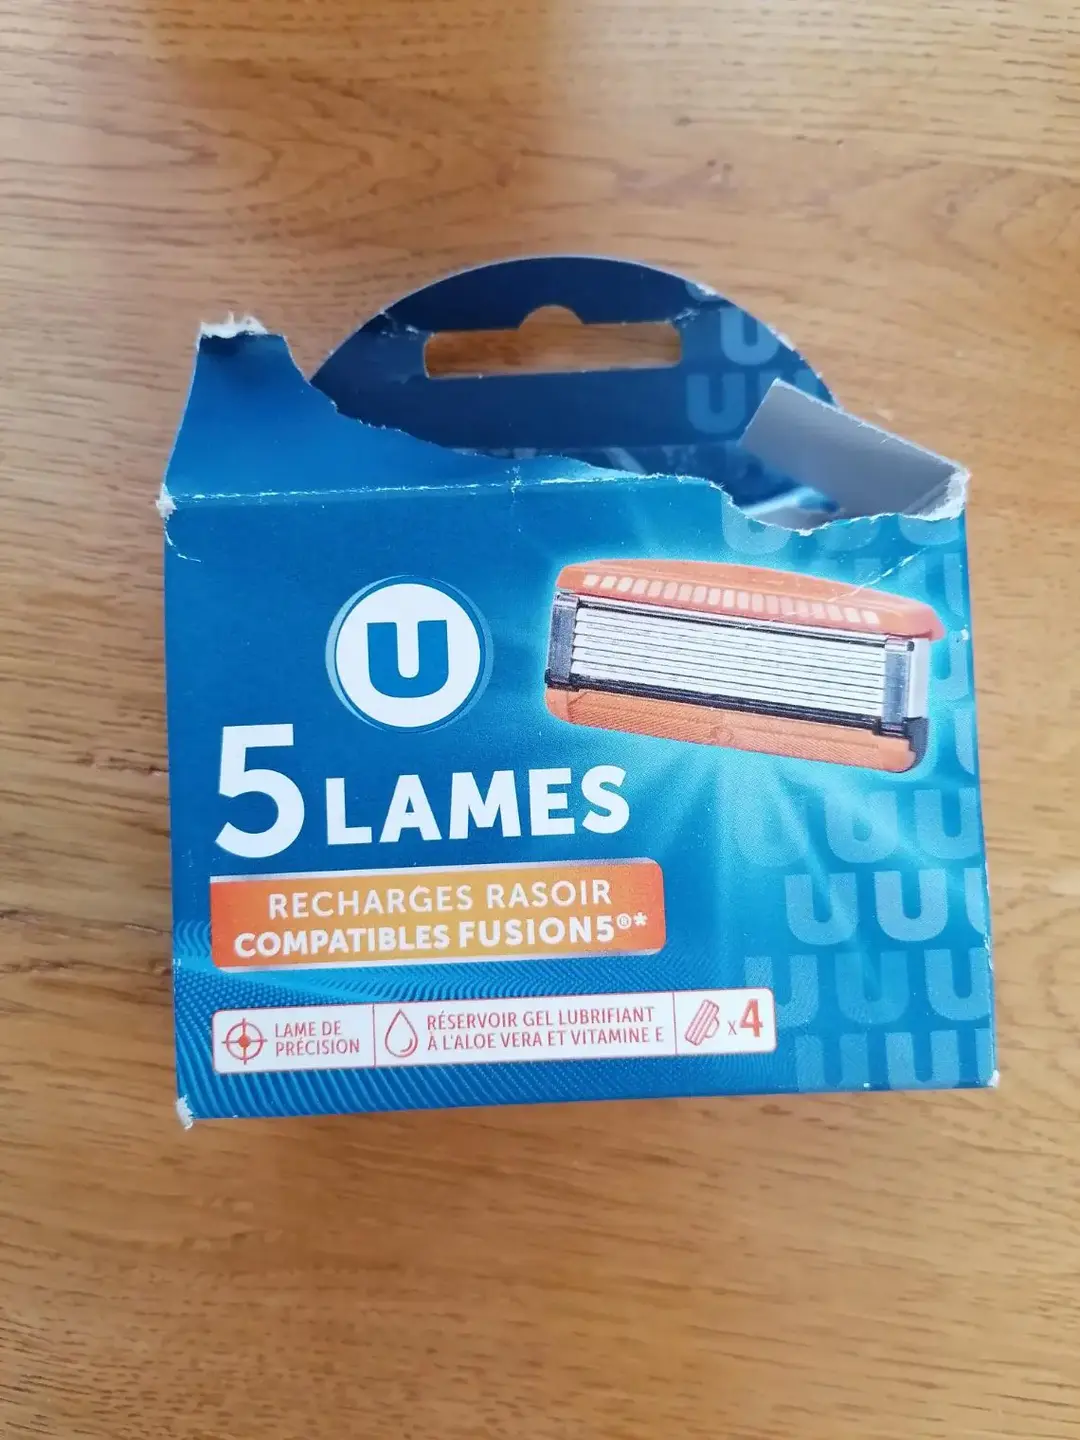 U
5 LAMES
RECHARGES RASOIR
COMPATIBLES FUSION5®*
LAME DE
PRÉCISION
RÉSERVOIR GEL LUBRIFIANT
À L'ALOE VERA ET VITAMINE E
x4